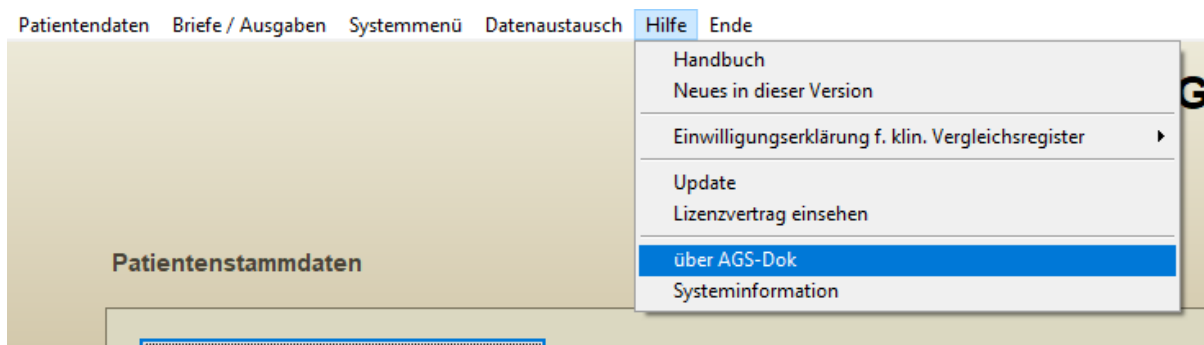 Patientendaten Briefe / Ausgaben Systemmenü Datenaustausch Hilfe Ende
Handbuch
Neues in dieser Version
Einwilligungserklärung f. klin. Vergleichsregister
Update
Lizenzvertrag einsehen
über AGS-Dok
Systeminformation
Patientenstammdaten